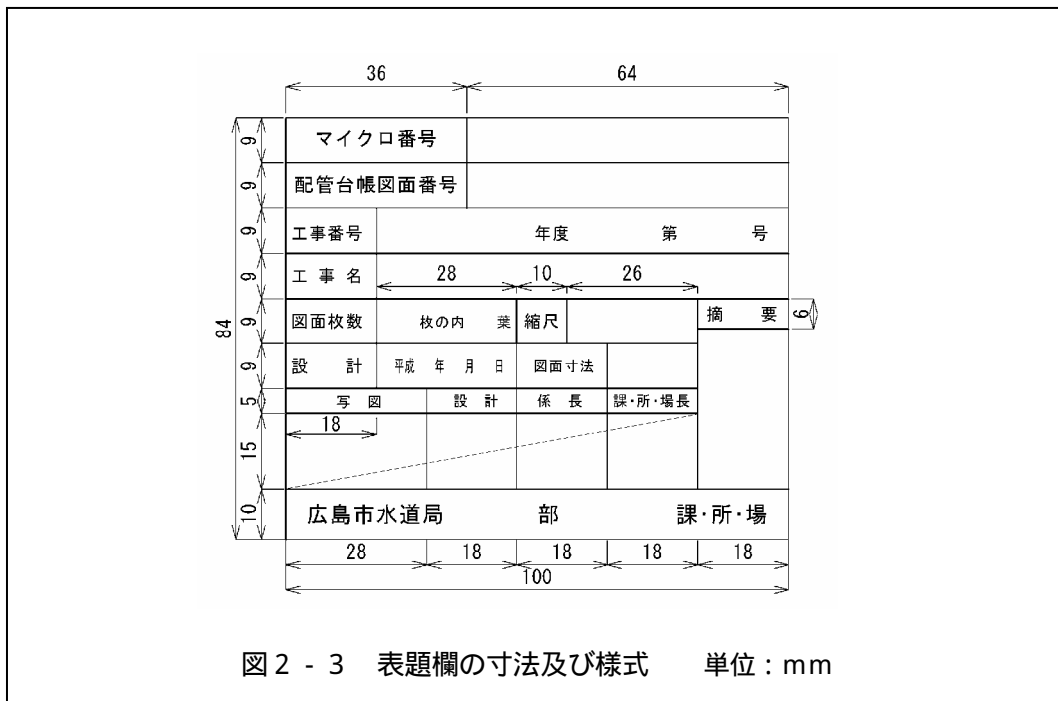 36 64
9 マイクロ番号
9 配管台帳図面番号
9 工事番号 年度 第 号
9 工事名 28 10 26
84 9 図面枚数 枚の内 葉 縮尺 摘要 6
9 設計 平成 年 月 日 図面寸法
5 写図 設計 係長 課・所・場長
15 18
10 広島市水道局 部 課・所・場
28 18 18 18 18
100
図2-3 表題欄の寸法及び様式 単位:mm